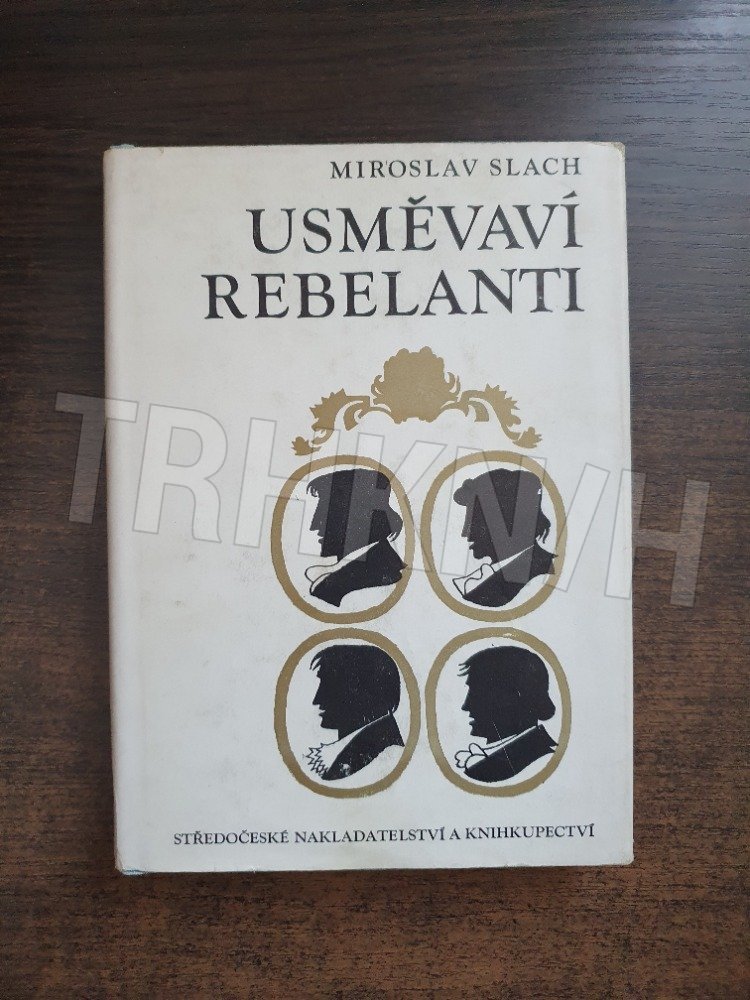 MIROSLAV SLACH
USMĚVAVÍ
REBELANTI
TRHKNIH
STŘEDOČESKÉ NAKLADATELSTVÍ A KNIHKUPECTVÍ